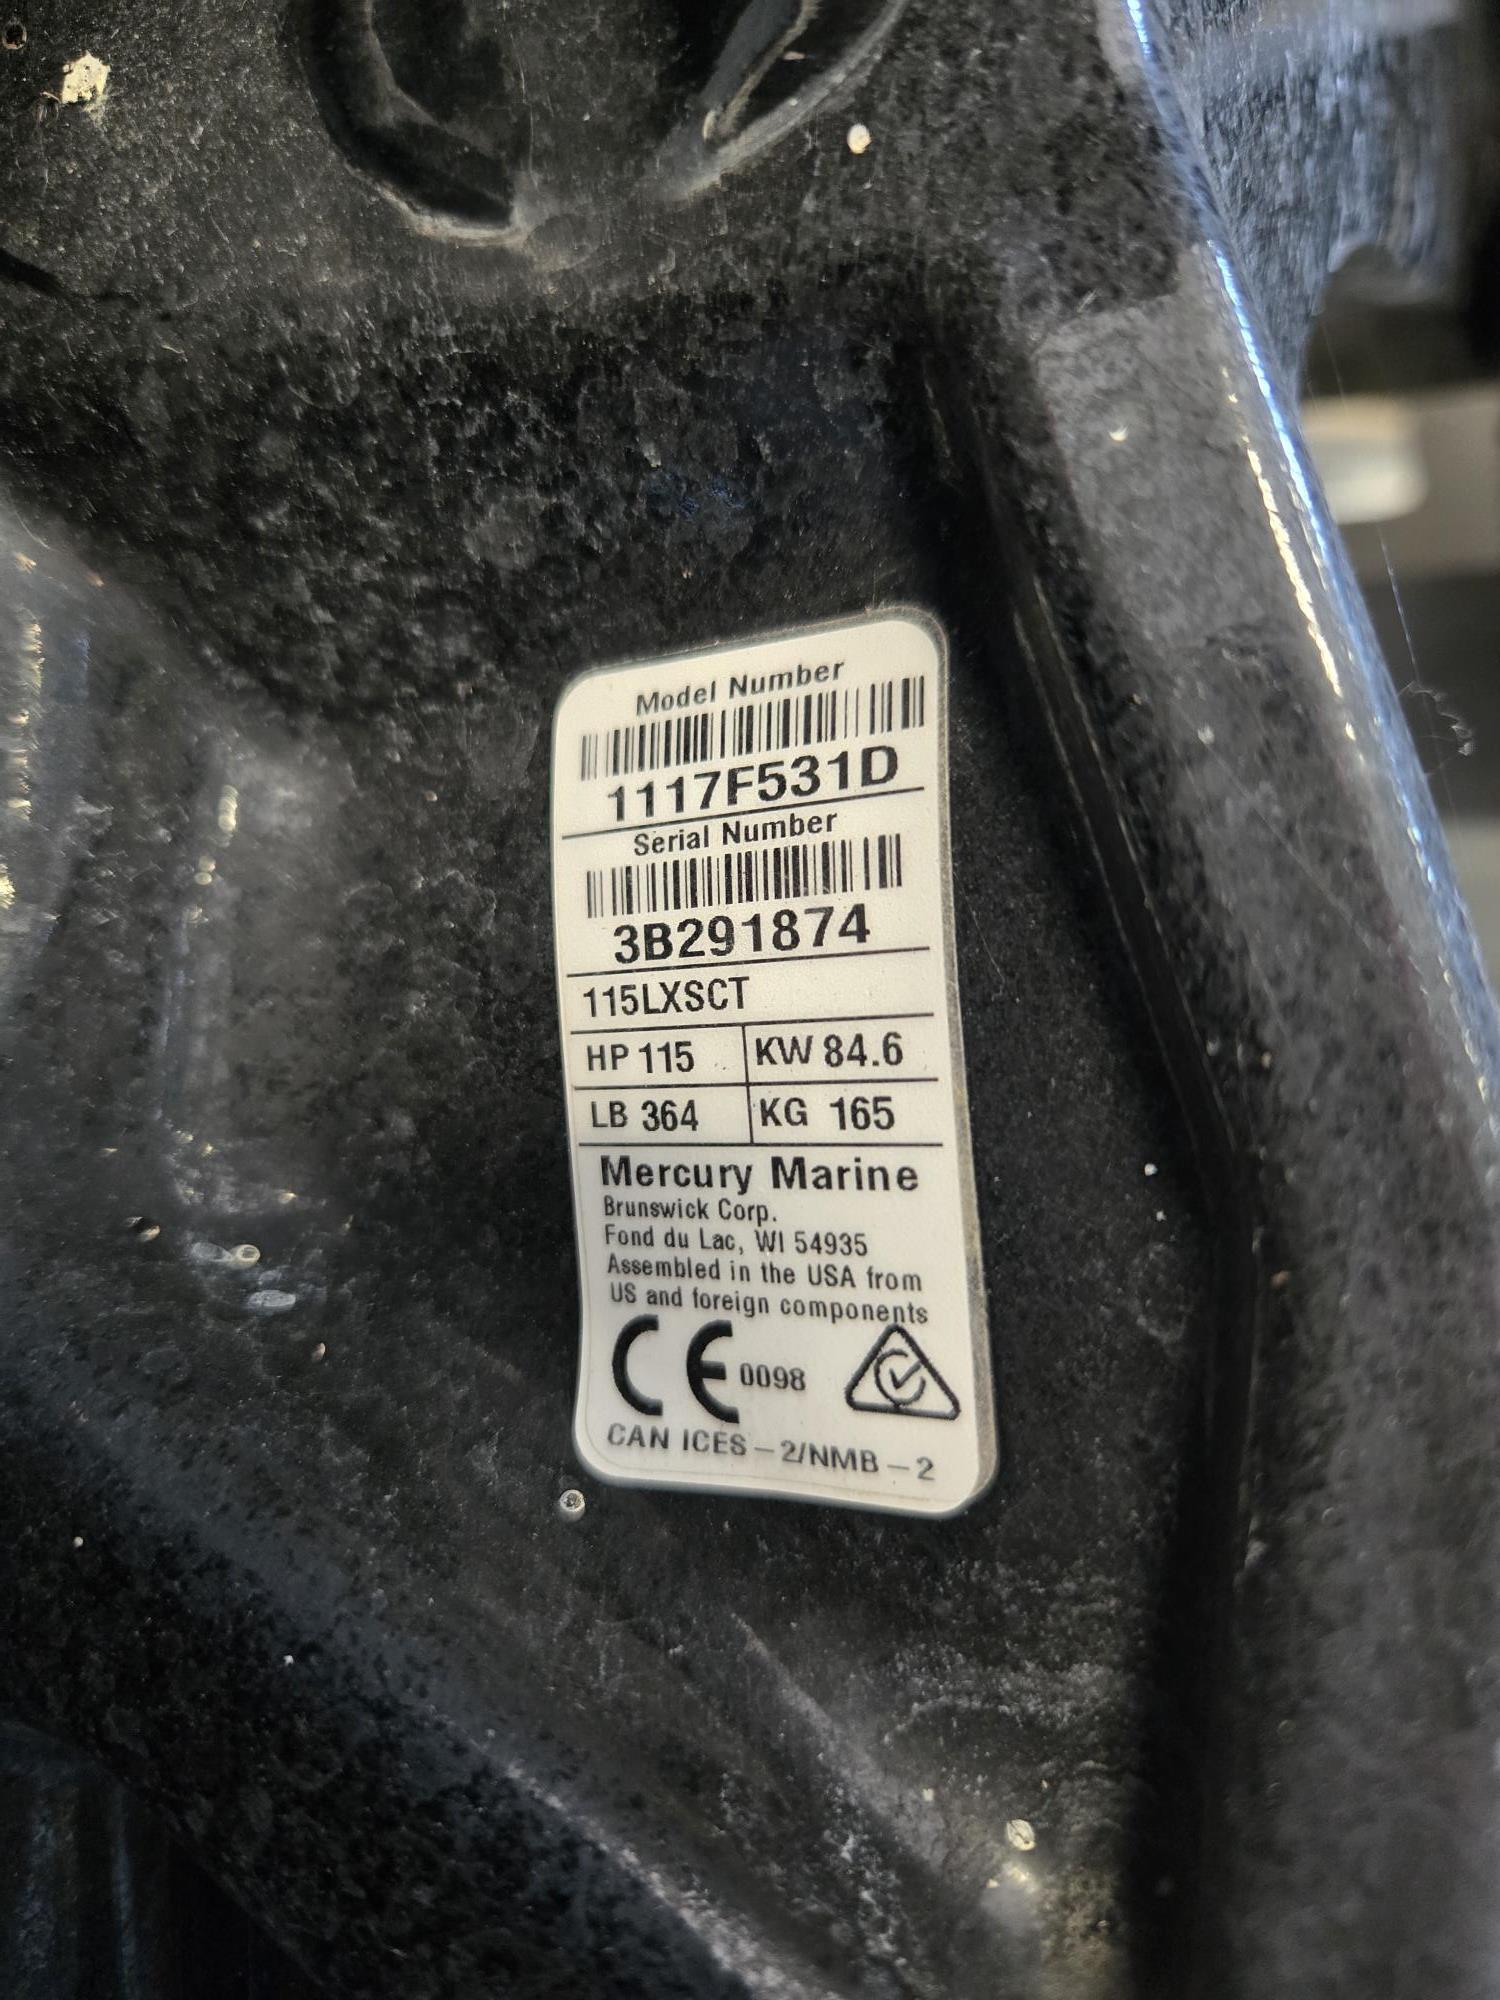 Model Number
1117F531D
Serial Number
3B291874
115LXSCT
HP 115 KW 84.6
LB 364 KG 165
Mercury Marine
Brunswick Corp.
Fond du Lac, WI 54935
Assembled in the USA from
US and foreign components
CE 0098
CAN ICES – 2/NMB – 2